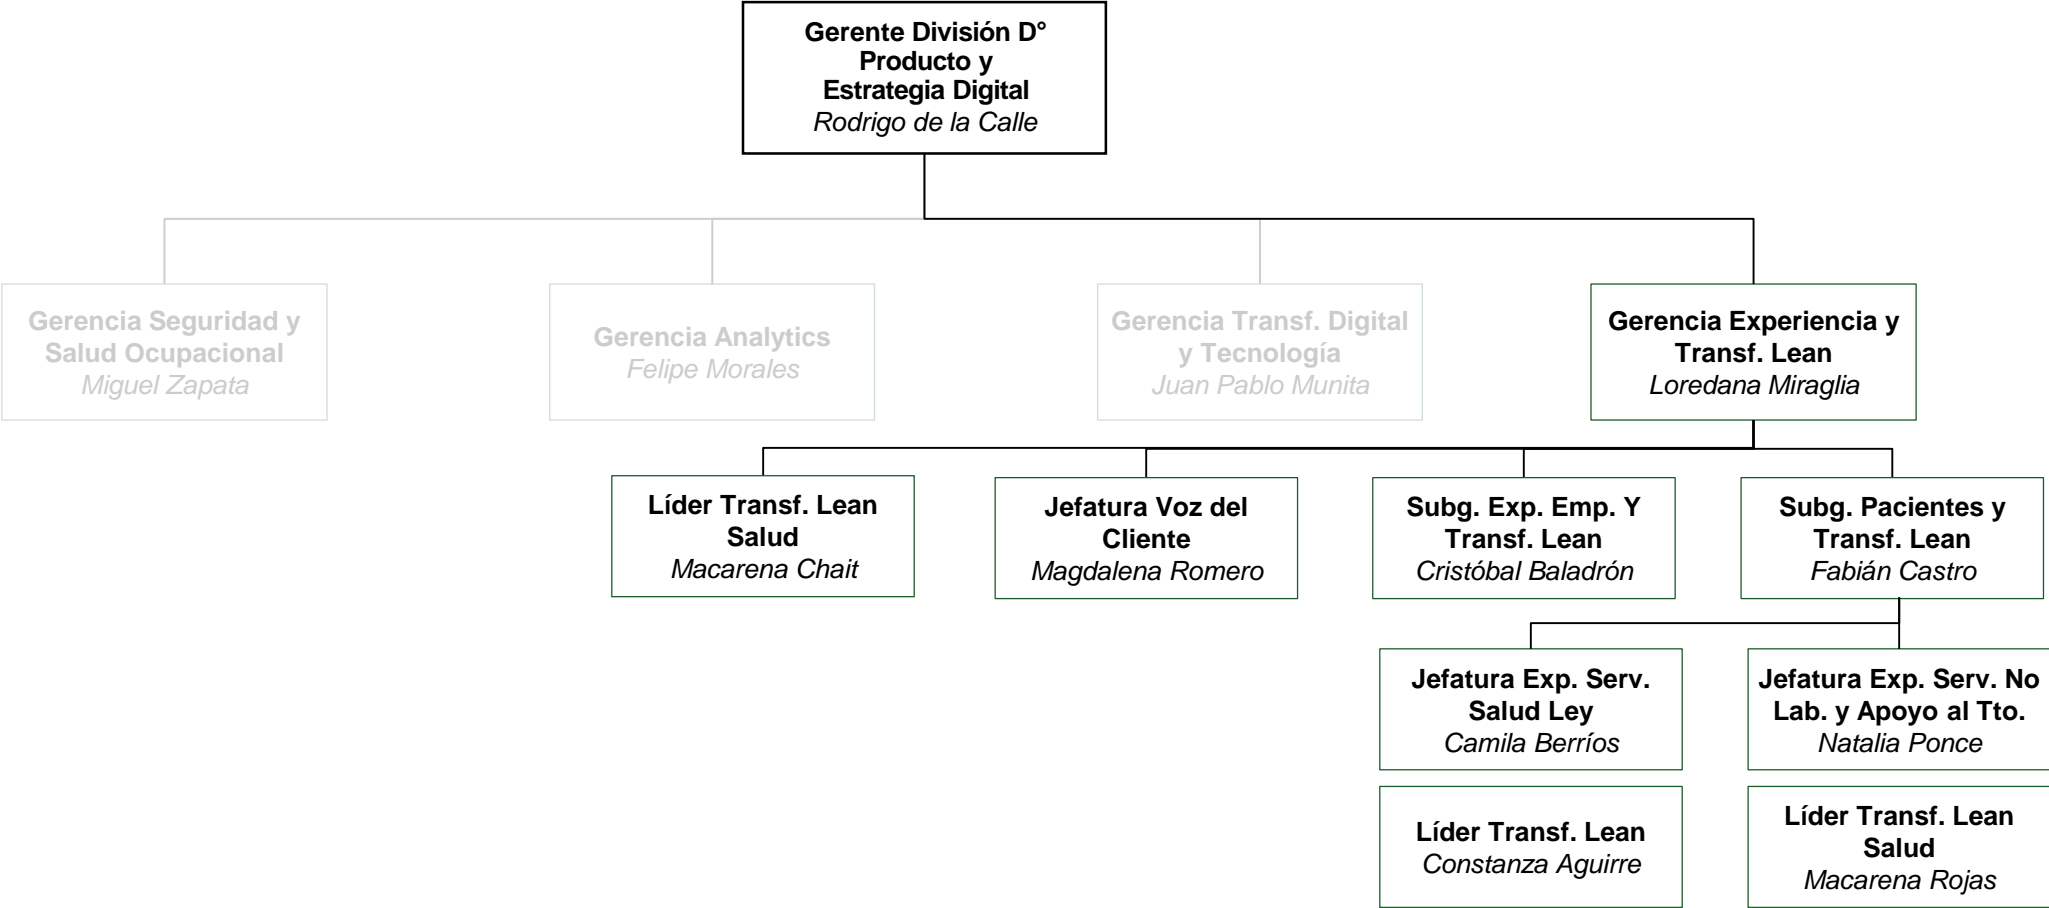 Gerente División D°
Producto y
Estrategia Digital
Rodrigo de la Calle
Gerencia Seguridad y
Salud Ocupacional
Miguel Zapata
Gerencia Analytics
Felipe Morales
Gerencia Transf. Digital
y Tecnología
Juan Pablo Munita
Gerencia Experiencia y
Transf. Lean
Loredana Miraglia
Líder Transf. Lean
Salud
Macarena Chait
Jefatura Voz del
Cliente
Magdalena Romero
Subg. Exp. Emp. Y
Transf. Lean
Cristóbal Baladrón
Subg. Pacientes y
Transf. Lean
Fabián Castro
Jefatura Exp. Serv.
Salud Ley
Camila Berríos
Jefatura Exp. Serv. No
Lab. y Apoyo al Tto.
Natalia Ponce
Líder Transf. Lean
Constanza Aguirre
Líder Transf. Lean
Salud
Macarena Rojas